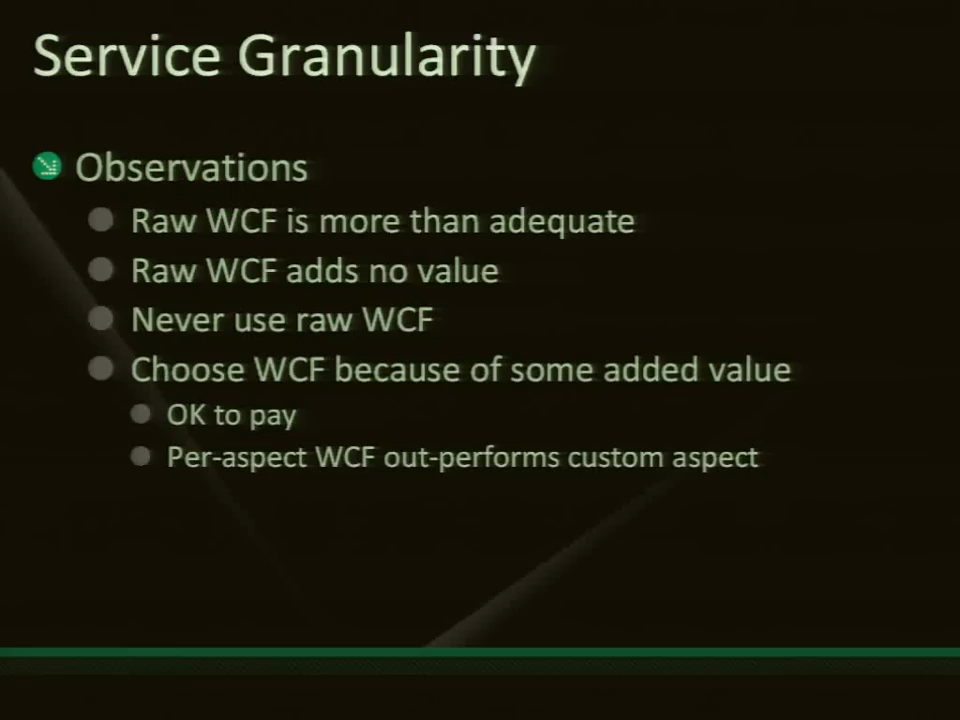 Service Granularity
Observations
Raw WCF is more than adequate
Raw WCF adds no value
Never use raw WCF
Choose WCF because of some added value
OK to pay
Per-aspect WCF out-performs custom aspect